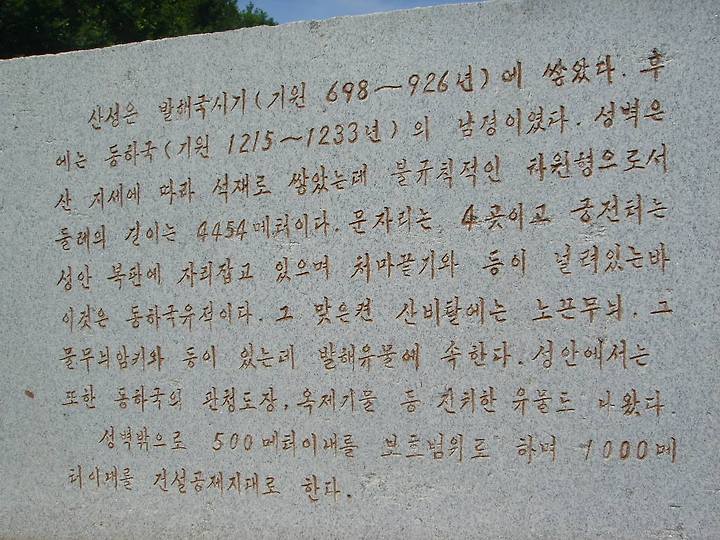 산성은 발해국시기(기원 698~926년)에 쌓았다. 후
에는 동하국(기원 1215~1233년)의 남경이였다. 성벽은
산 지세에 따라 석재로 쌓았는데 불규칙적인 타원형으로서
둘레의 길이는 4454메터이다. 문자리는 4곳이고 궁전터는
성안 복판에 자리잡고 있으며 처마끝기와 등이 널려있는바
이것은 동하국유적이다. 그 맞은켠 산비탈에는 노끈무늬. 그
물무늬암키와 등이 있는데 발해유물에 속한다. 성안에서는
또한 동하국의 관청도장, 옥제기물 등 진귀한 유물도 나왔다
성벽밖으로 500메터이내를 보호범위로 하며 1000메
터이내를 건설공제지대로 한다.